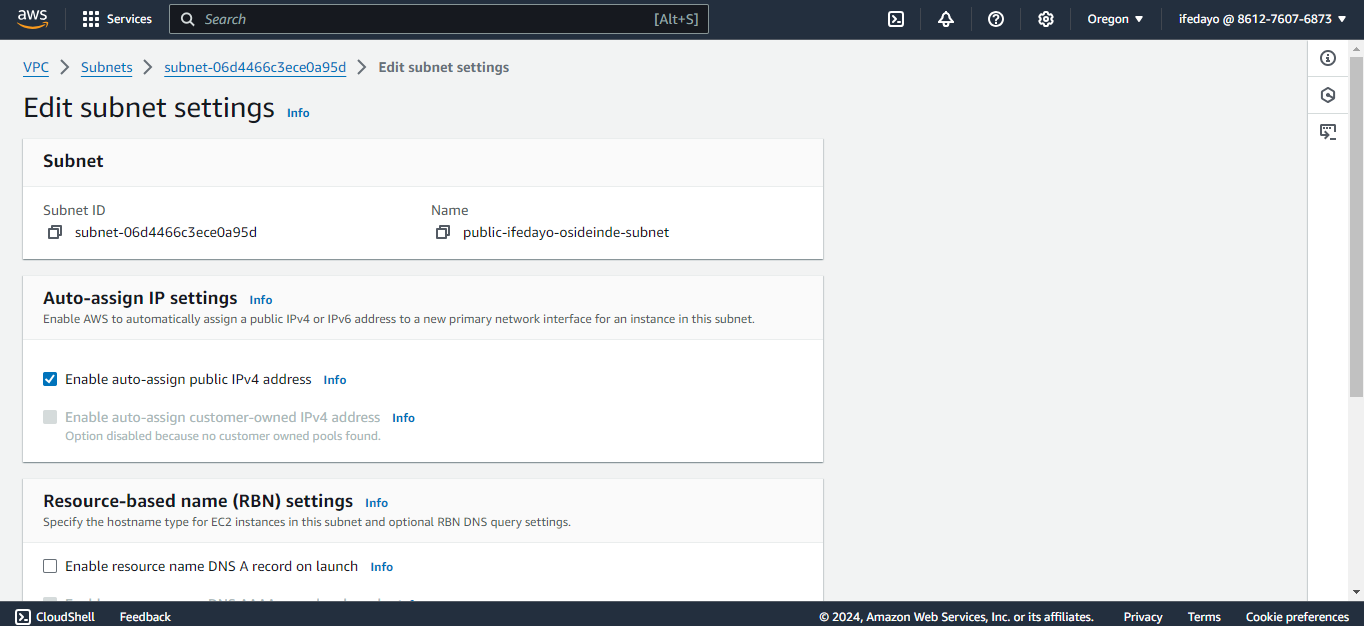 aws Services Search [Alt+S] Oregon ▼ ifedayo @ 8612-7607-6873 ▼
VPC > Subnets > subnet-06d4466c3ece0a95d > Edit subnet settings
Edit subnet settings Info
Subnet
Subnet ID Name
subnet-06d4466c3ece0a95d public-ifedayo-osideinde-subnet
Auto-assign IP settings Info
Enable AWS to automatically assign a public IPv4 or IPv6 address to a new primary network interface for an instance in this subnet.
Enable auto-assign public IPv4 address Info
Enable auto-assign customer-owned IPv4 address Info
Option disabled because no customer owned pools found.
Resource-based name (RBN) settings Info
Specify the hostname type for EC2 instances in this subnet and optional RBN DNS query settings.
Enable resource name DNS A record on launch Info
CloudShell Feedback © 2024, Amazon Web Services, Inc. or its affiliates. Privacy Terms Cookie preferences